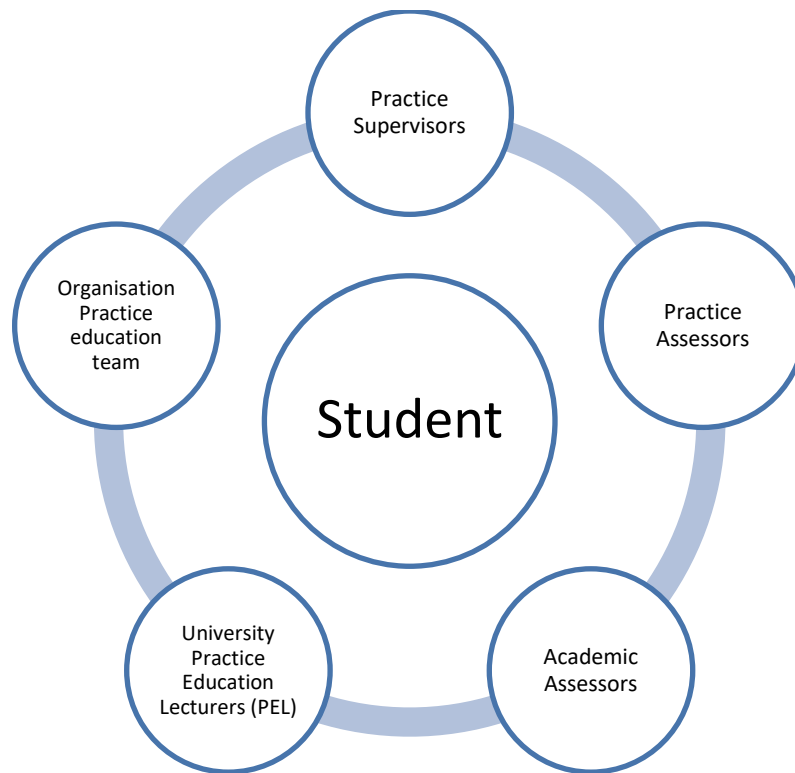 Practice
Supervisors
Organisation
Practice
education
team
Practice
Assessors
Student
University
Practice
Education
Lecturers (PEL)
Academic
Assessors